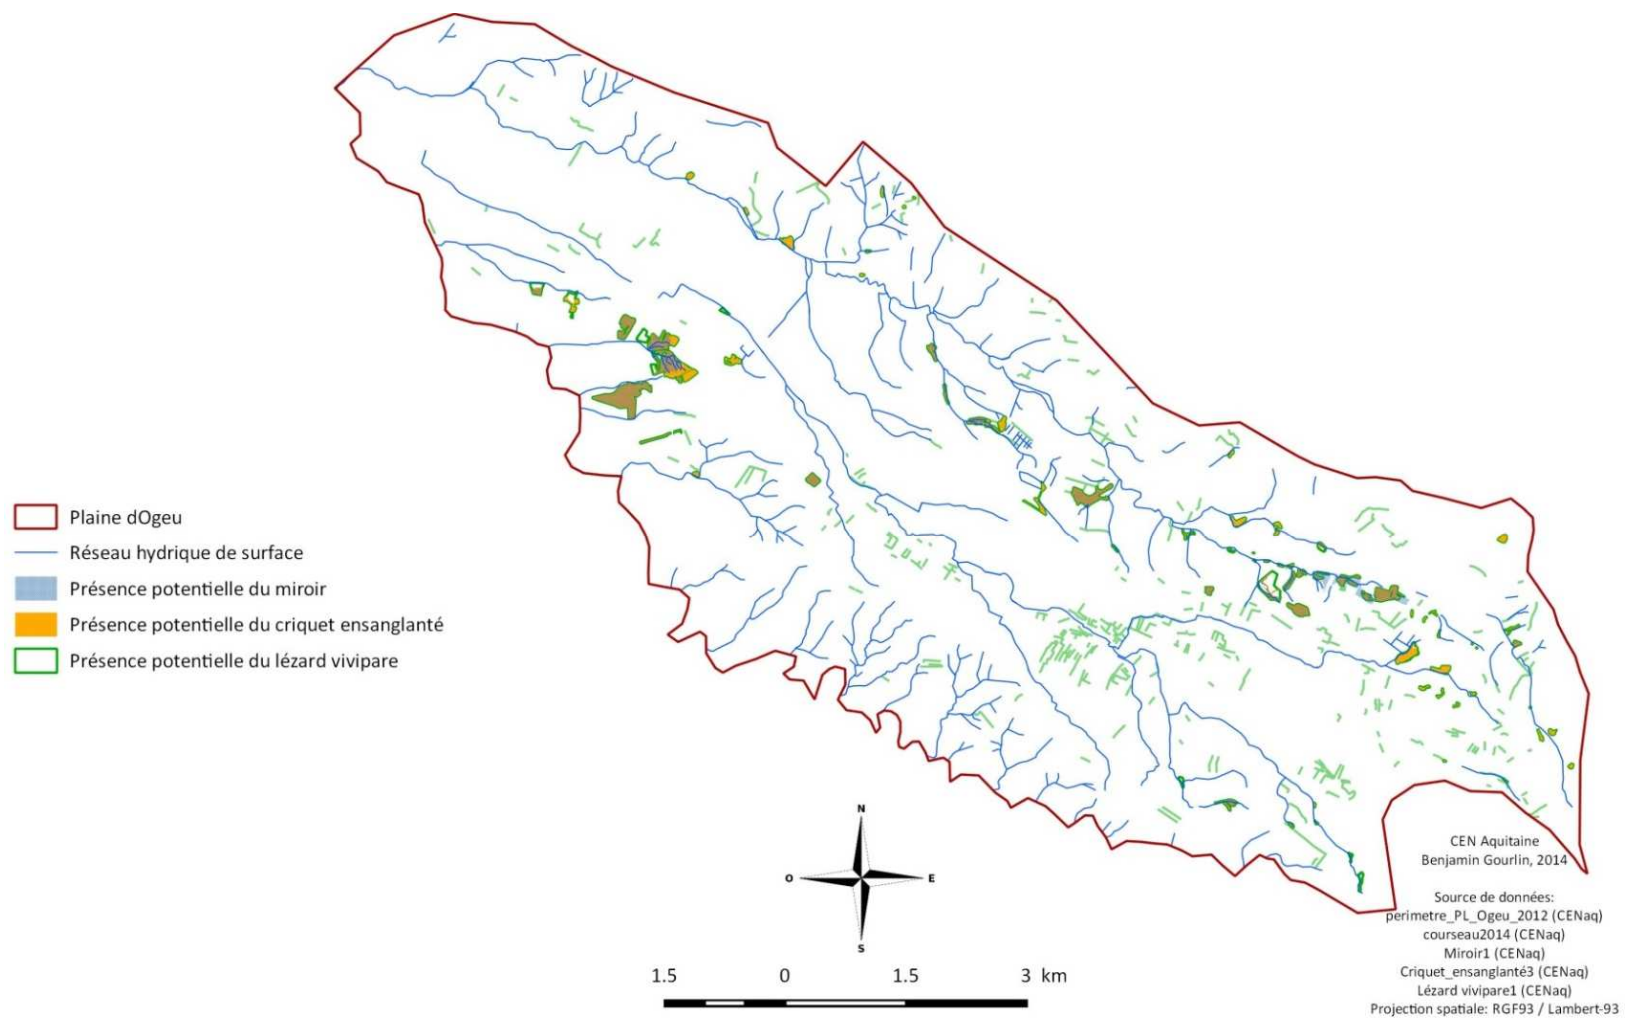 Plaine dOgeu
Réseau hydrique de surface
Présence potentielle du miroir
Présence potentielle du criquet ensanglanté
Présence potentielle du lézard vivipare
N
O
E
S
1.5 0 1.5 3 km
CEN Aquitaine
Benjamin Gourlin, 2014
Source de données:
perimetre_PL_Ogeu_2012 (CENaq)
courseau2014 (CENaq)
Miroir1 (CENaq)
Criquet_ensanglanté3 (CENaq)
Lézard vivipare1 (CENaq)
Projection spatiale: RGF93 / Lambert-93